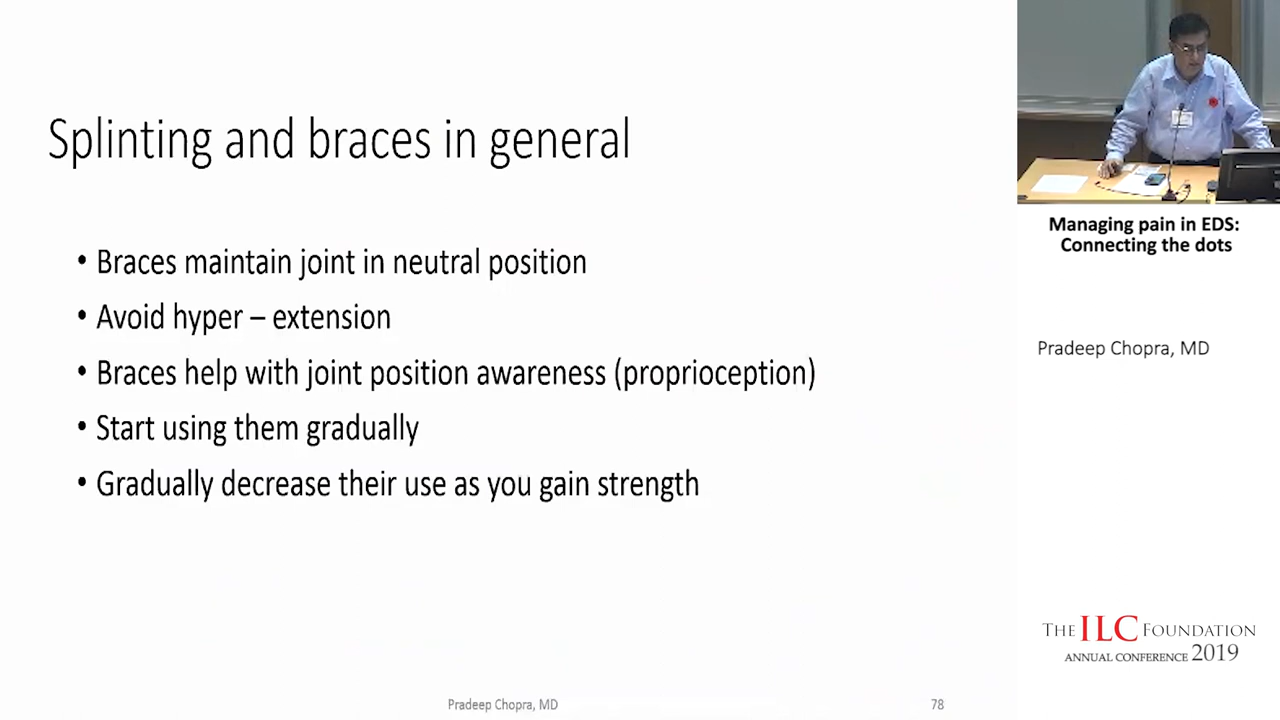 Splinting and braces in general
• Braces maintain joint in neutral position
• Avoid hyper – extension
• Braces help with joint position awareness (proprioception)
• Start using them gradually
• Gradually decrease their use as you gain strength
Pradeep Chopra, MD
78
Managing pain in EDS:
Connecting the dots
Pradeep Chopra, MD
THE ILC FOUNDATION
ANNUAL CONFERENCE 2019